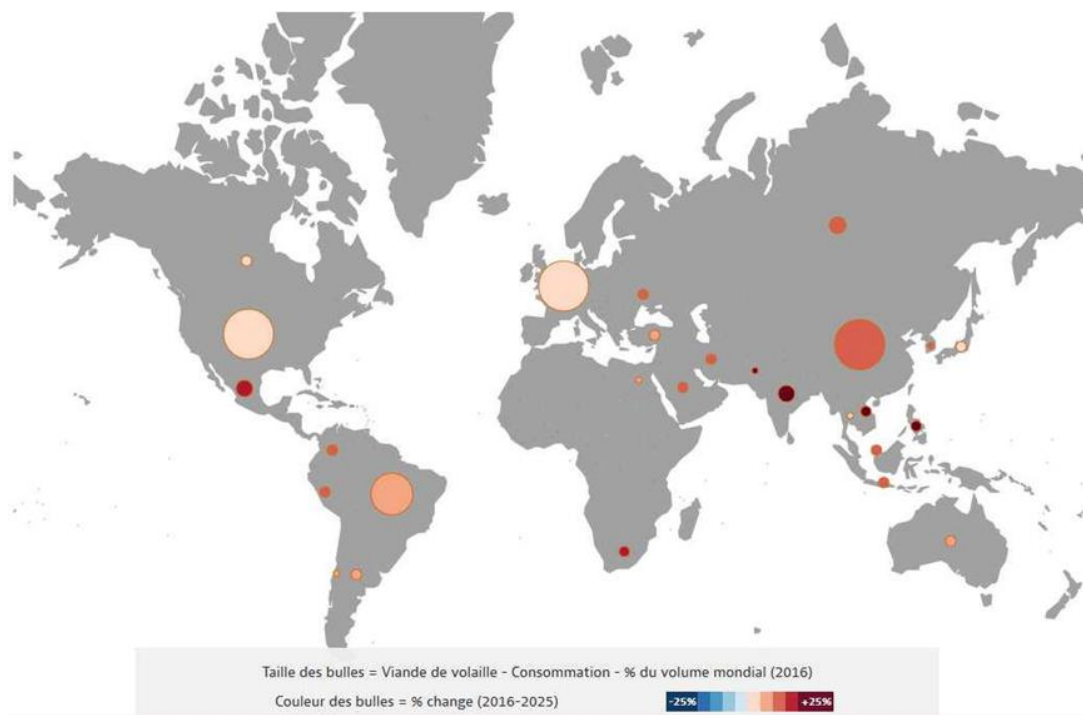 Taille des bulles = Viande de volaille - Consommation - % du volume mondial (2016)
Couleur des bulles = % change (2016-2025)
-25% +25%